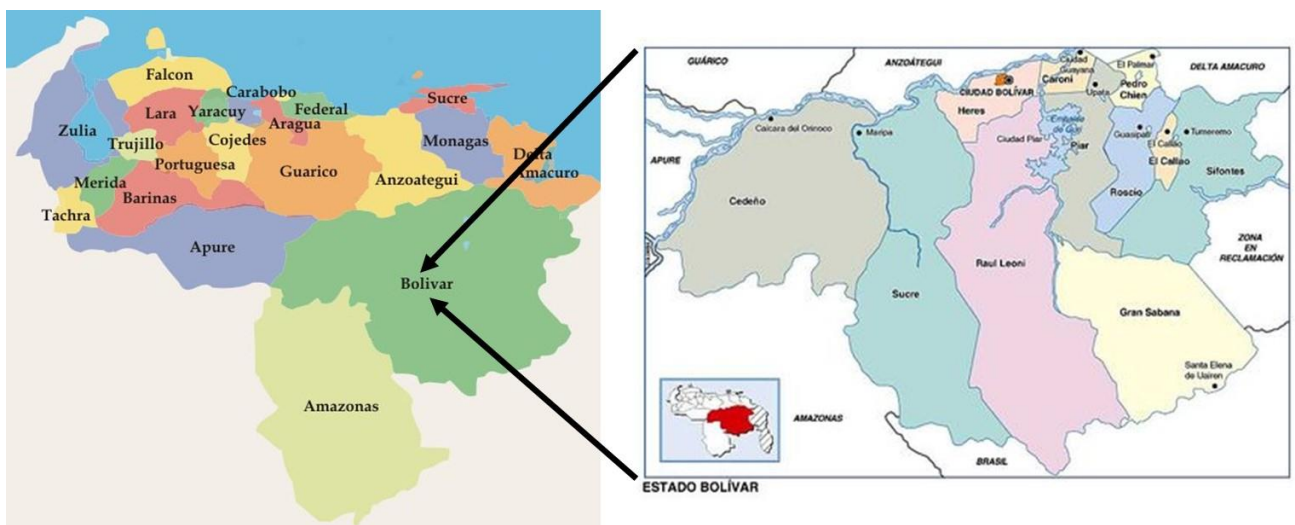 Falcon
Carabobo
Lara
Yaracuy
Federal
Sucre
Aragua
Zulia
Trujillo
Cojedes
Monagas
Portuguesa
Guarico
Delta
Amacuro
Merida
Anzoategui
Barinas
Tachra
Apure
Bolivar
Amazonas
GUÁRICO
ANZOÁTEGUI
Ciudad
Guayana
El Palmar
DELTA AMACURO
Caroni
Pedro
Chien
CIUDAD BOLÍVAR
Upata
Heres
Caicara del Orinoco
Maripa
Ciudad Piar
Embalse
de Guri
Piar
Guasipati
El Callao
Tumeremo
El Callao
APURE
Sifontes
Cedeño
Roscio
ZONA
EN
RECLAMACIÓN
Raul Leoni
Sucre
Gran Sabana
Santa Elena
de Uairen
AMAZONAS
BRASIL
ESTADO BOLÍVAR